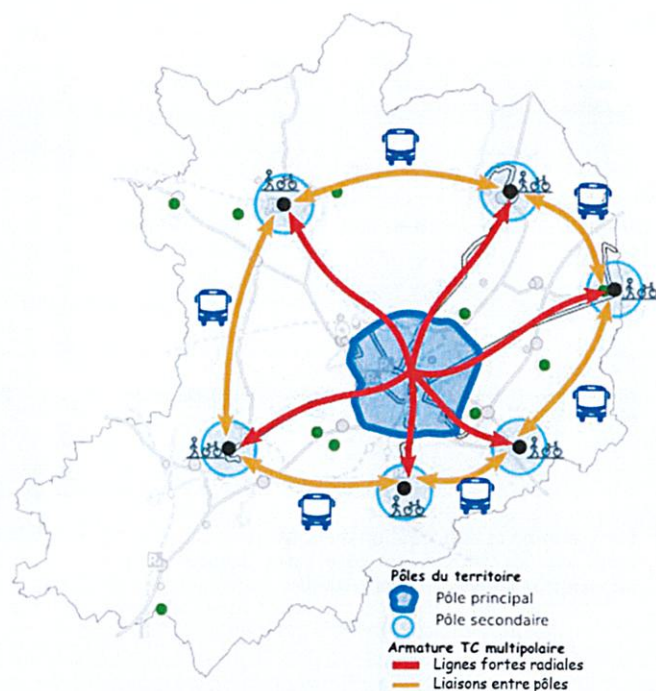 Pôles du territoire
Pôle principal
Pôle secondaire
Armature TC multipolaire
Lignes fortes radiales
Liaisons entre pôles